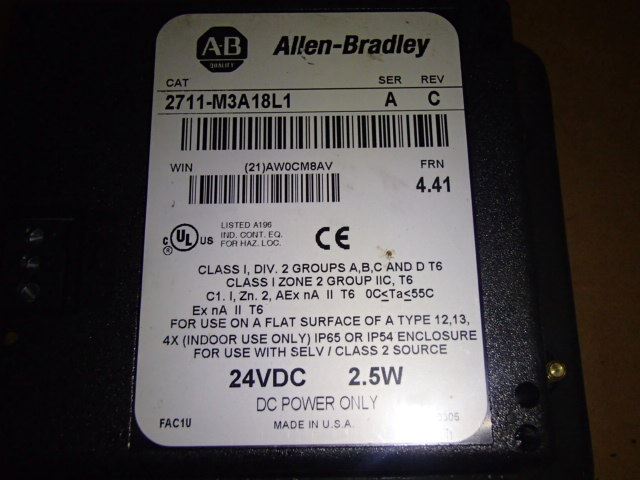 A-B
QUALITY
Allen-Bradley
CAT SER REV
2711-M3A18L1 A C
WIN (21)AW0CM8AV FRN
4.41
C UL US
®
LISTED A196
IND. CONT. EQ.
FOR HAZ. LOC.
CE
CLASS I, DIV. 2 GROUPS A,B,C AND D T6
CLASS I ZONE 2 GROUP IIC, T6
C1. I, Zn. 2, AEx nA II T6 0C≤Ta≤55C
Ex nA II T6
FOR USE ON A FLAT SURFACE OF A TYPE 12,13,
4X (INDOOR USE ONLY) IP65 OR IP54 ENCLOSURE
FOR USE WITH SELV / CLASS 2 SOURCE
24VDC 2.5W
DC POWER ONLY
FAC1U MADE IN U.S.A.